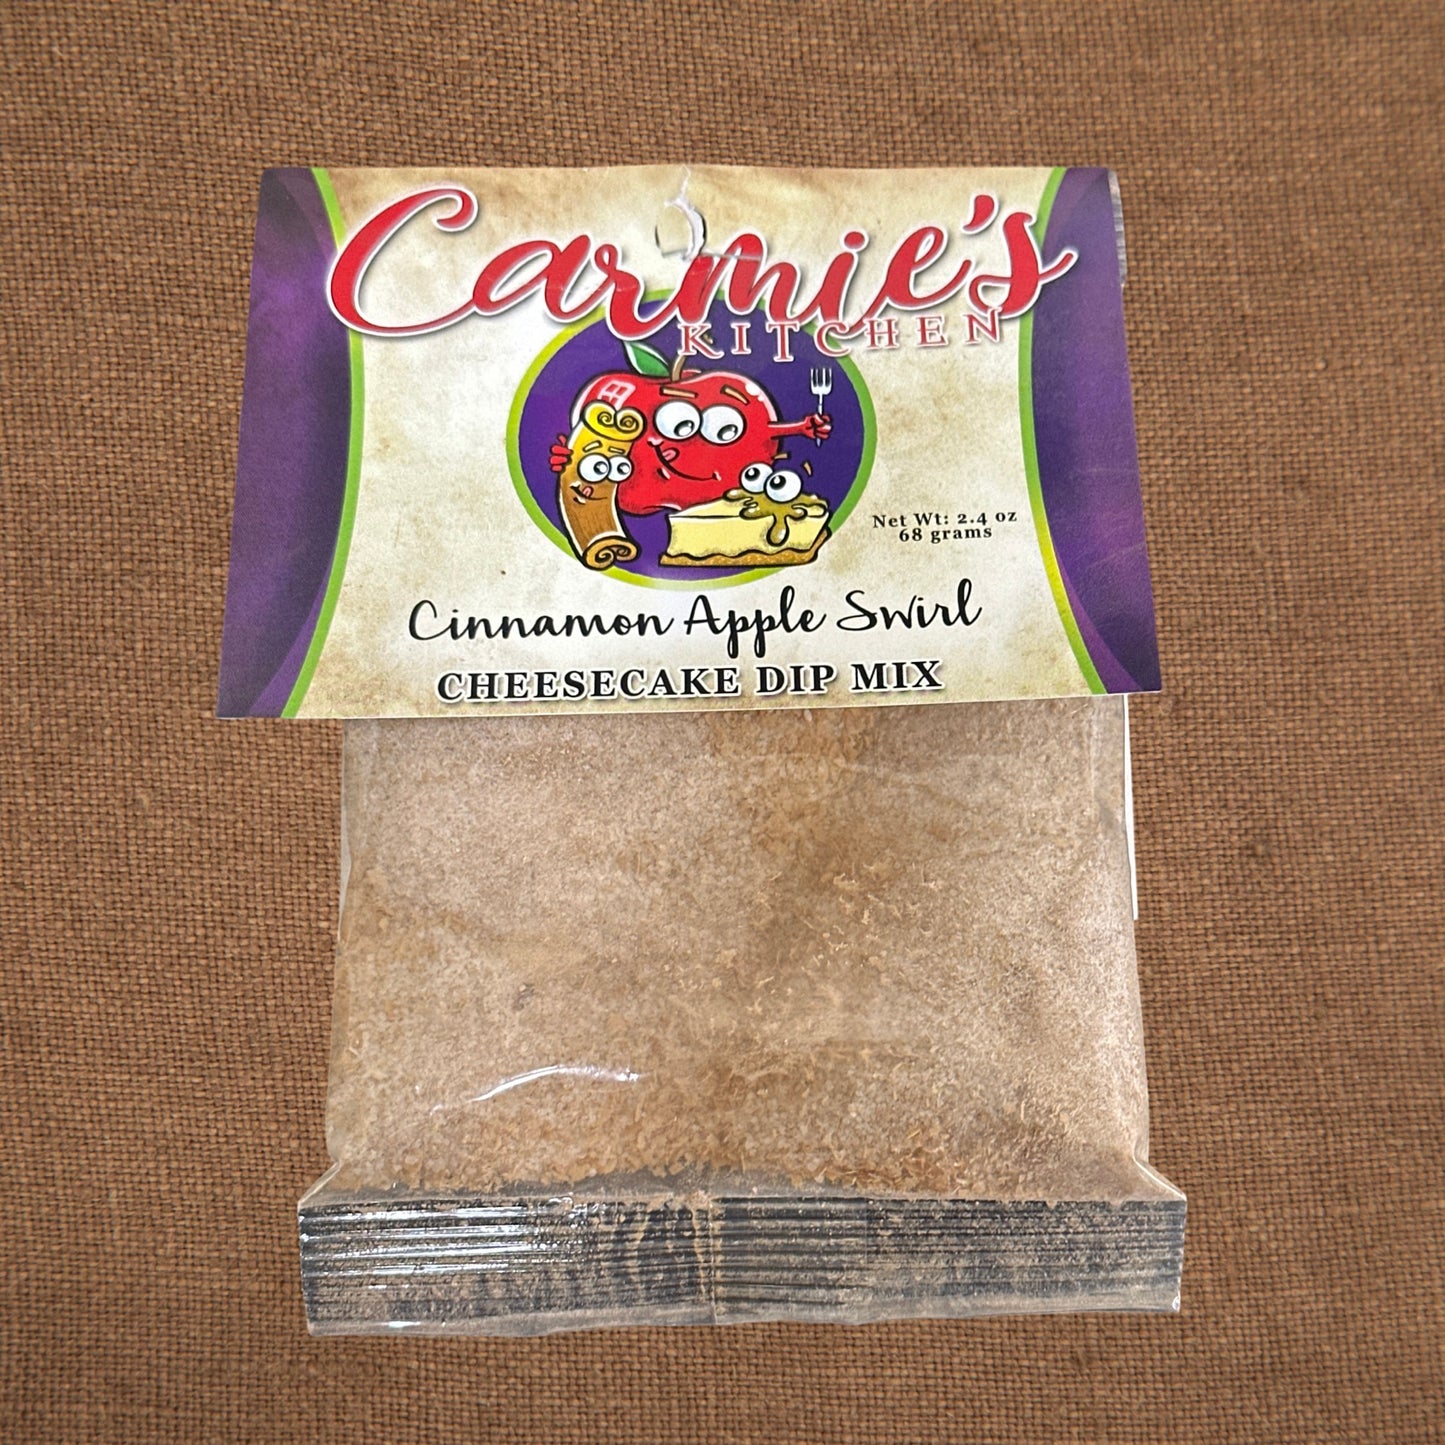 Carmie's
KITCHEN
Net Wt: 2.4 oz
68 grams
Cinnamon Apple Swirl
CHEESECAKE DIP MIX